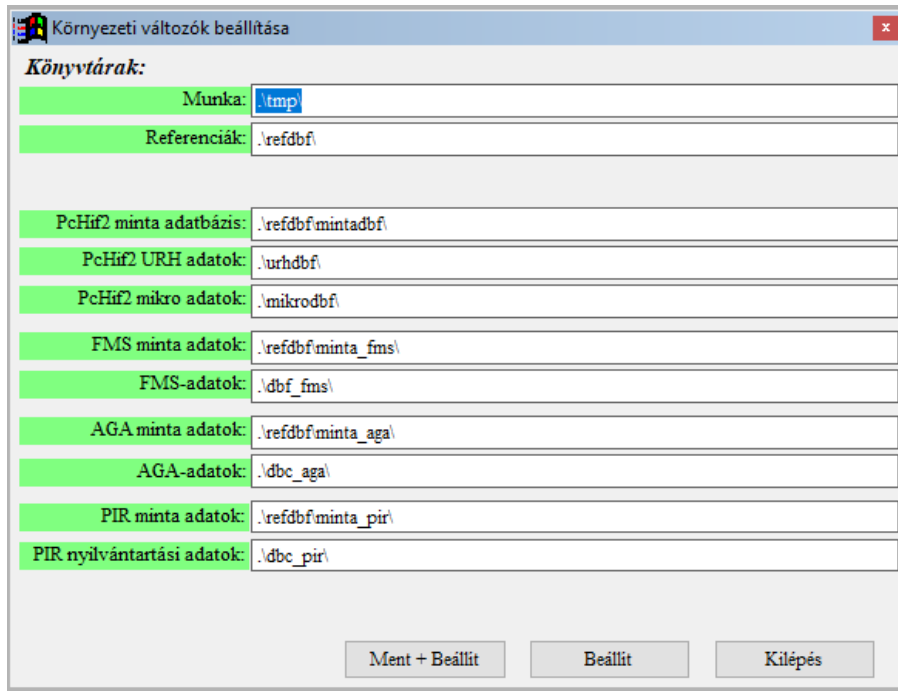 Környezeti változók beállítása
x
Könyvtárak:
Munka: .\tmp\
Referenciák: .\refdbf\
PcHif2 minta adatbázis: .\refdbf\mintadbf\
PcHif2 URH adatok: .\urhdbf\
PcHif2 mikro adatok: .\mikrodbf\
FMS minta adatok: .\refdbf\minta_fms\
FMS-adatok: .\dbf_fms\
AGA minta adatok: .\refdbf\minta_aga\
AGA-adatok: .\dbc_aga\
PIR minta adatok: .\refdbf\minta_pir\
PIR nyilvántartási adatok: .\dbc_pir\
Ment + Beállit Beállit Kilépés